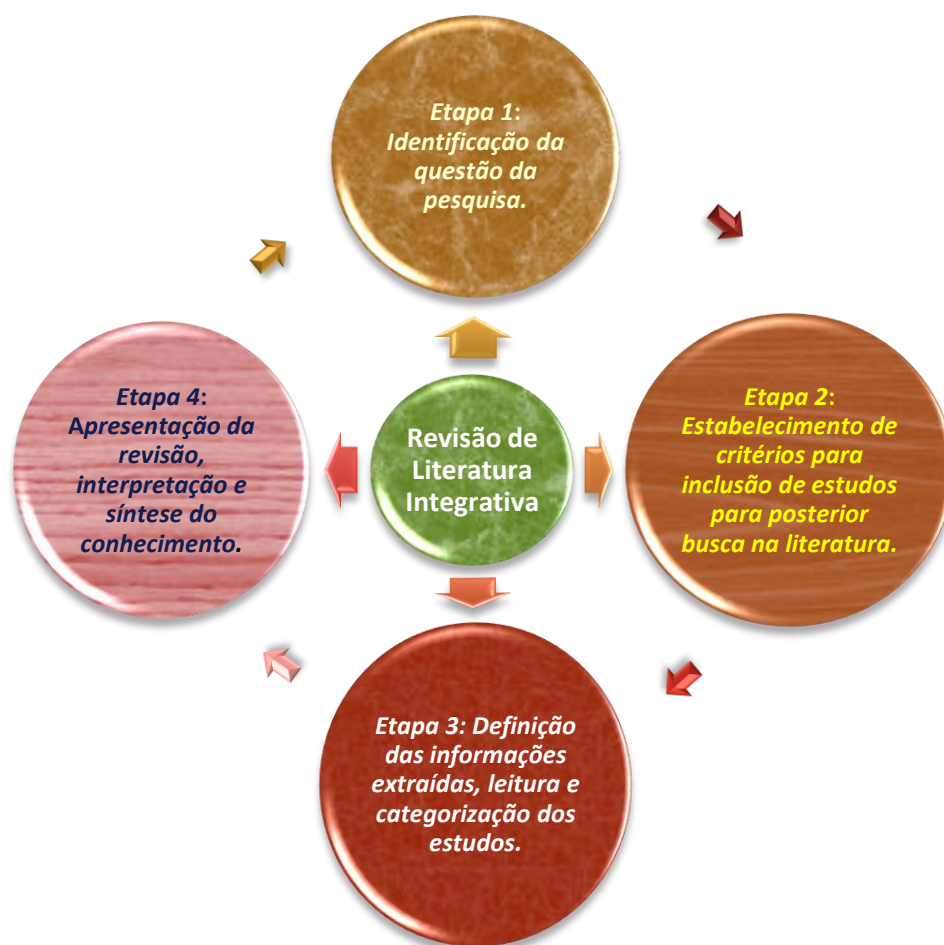 Etapa 1:
Identificação da
questão da
pesquisa.
Etapa 2:
Estabelecimento de
critérios para
inclusão de estudos
para posterior
busca na literatura.
Etapa 3: Definição
das informações
extraídas, leitura e
categorização dos
estudos.
Etapa 4:
Apresentação da
revisão,
interpretação e
síntese do
conhecimento.
Revisão de
Literatura
Integrativa